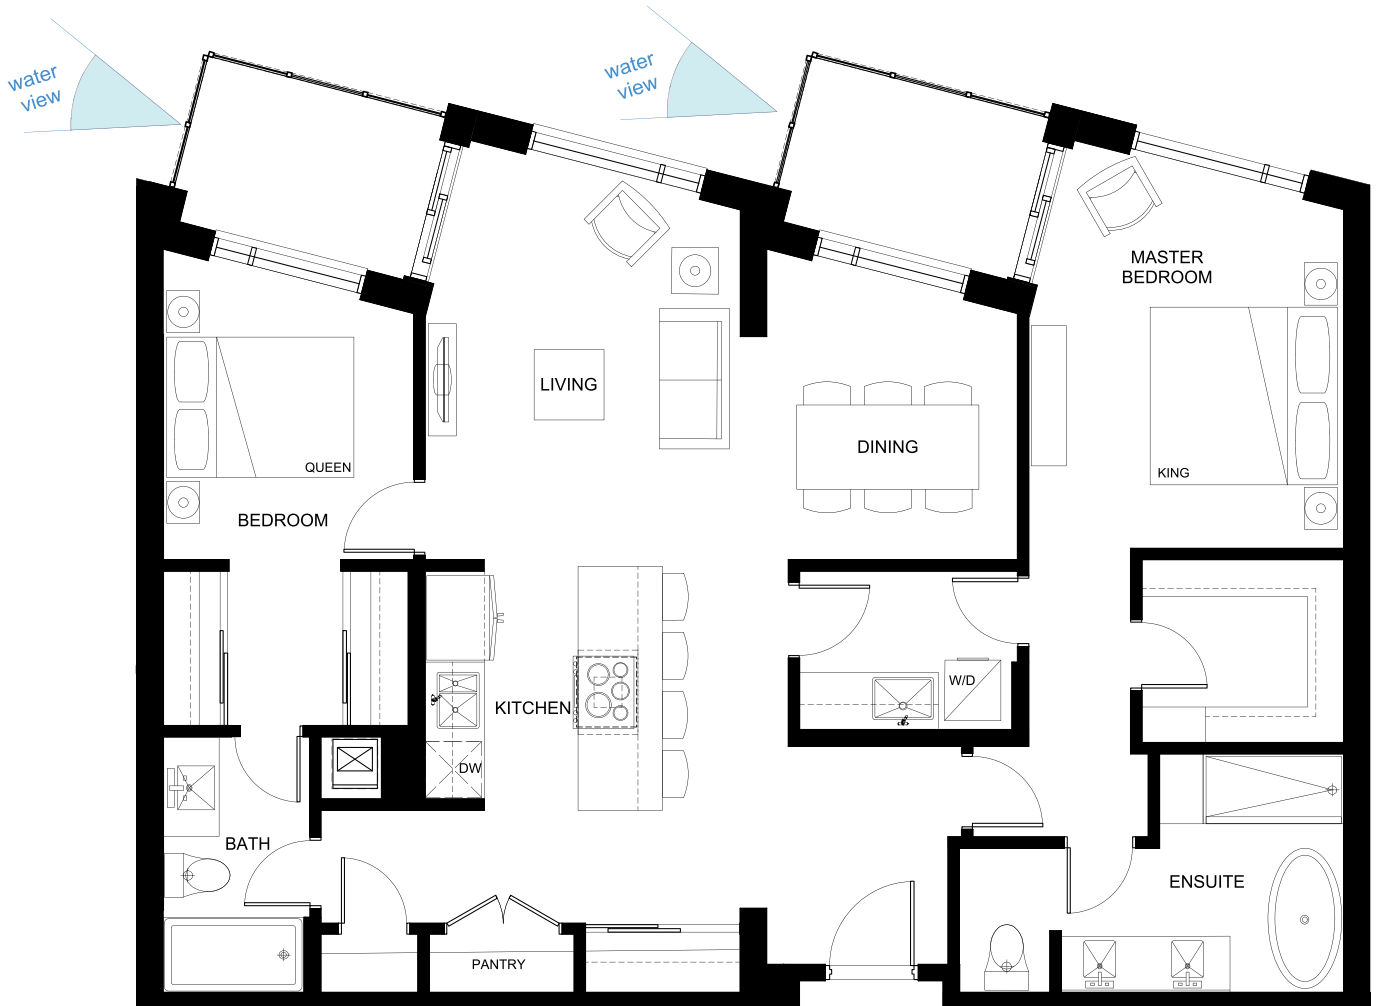 water
view
water
view
MASTER
BEDROOM
LIVING
DINING
QUEEN
KING
BEDROOM
W/D
KITCHEN
DW
BATH
ENSUITE
PANTRY